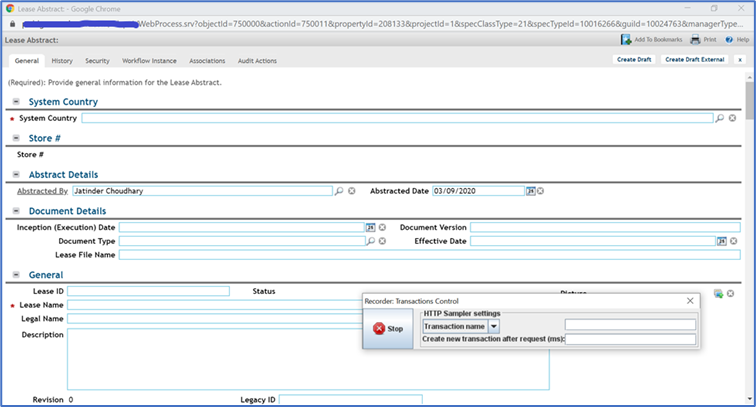 Lease Abstract: - Google Chrome
WebProcess.srv?objectId=750000&actionId=750011&propertyId=208133&projectId=1&specClassType=21&specTypeId=10016266&guiId=10024763&managerType...
Lease Abstract: Add To Bookmarks Print Help
General History Security Workflow Instance Associations Audit Actions Create Draft Create Draft External x
(Required): Provide general information for the Lease Abstract.
System Country
* System Country
Store #
Store #
Abstract Details
Abstracted By Jatinder Choudhary Abstracted Date 03/09/2020
Document Details
Inception (Execution) Date Document Version
Document Type Effective Date
Lease File Name
General
Lease ID Status Picture
* Lease Name
Legal Name
Description
Recorder: Transactions Control
HTTP Sampler settings
Stop Transaction name
Create new transaction after request (ms):
Revision 0 Legacy ID